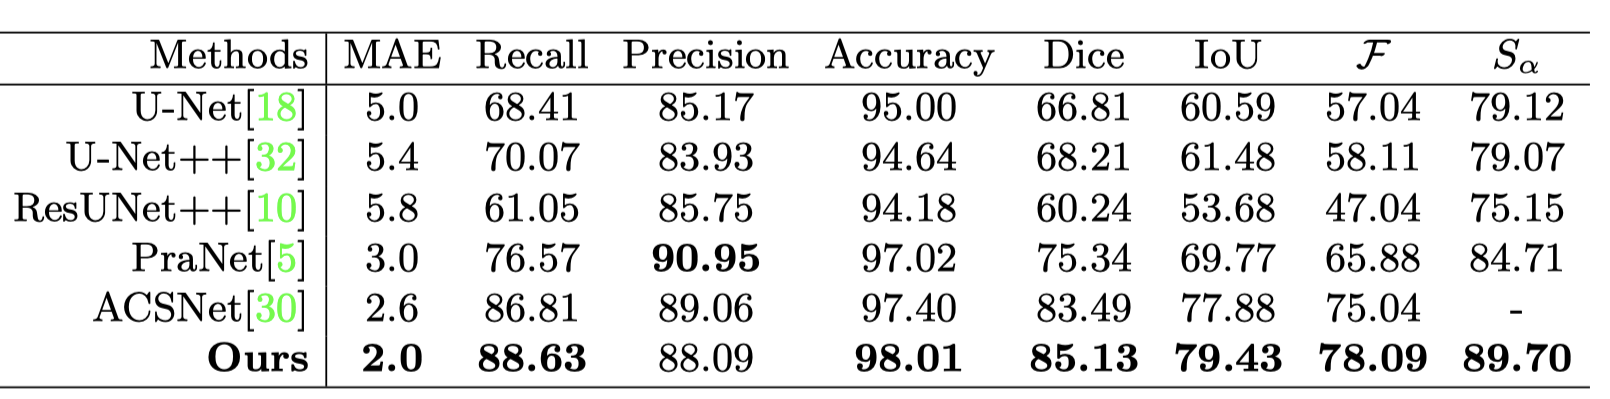 Methods MAE Recall Precision Accuracy Dice IoU ℱ Sα
U-Net[18] 5.0 68.41 85.17 95.00 66.81 60.59 57.04 79.12
U-Net++[32] 5.4 70.07 83.93 94.64 68.21 61.48 58.11 79.07
ResUNet++[10] 5.8 61.05 85.75 94.18 60.24 53.68 47.04 75.15
PraNet[5] 3.0 76.57 90.95 97.02 75.34 69.77 65.88 84.71
ACSNet[30] 2.6 86.81 89.06 97.40 83.49 77.88 75.04 -
Ours 2.0 88.63 88.09 98.01 85.13 79.43 78.09 89.70